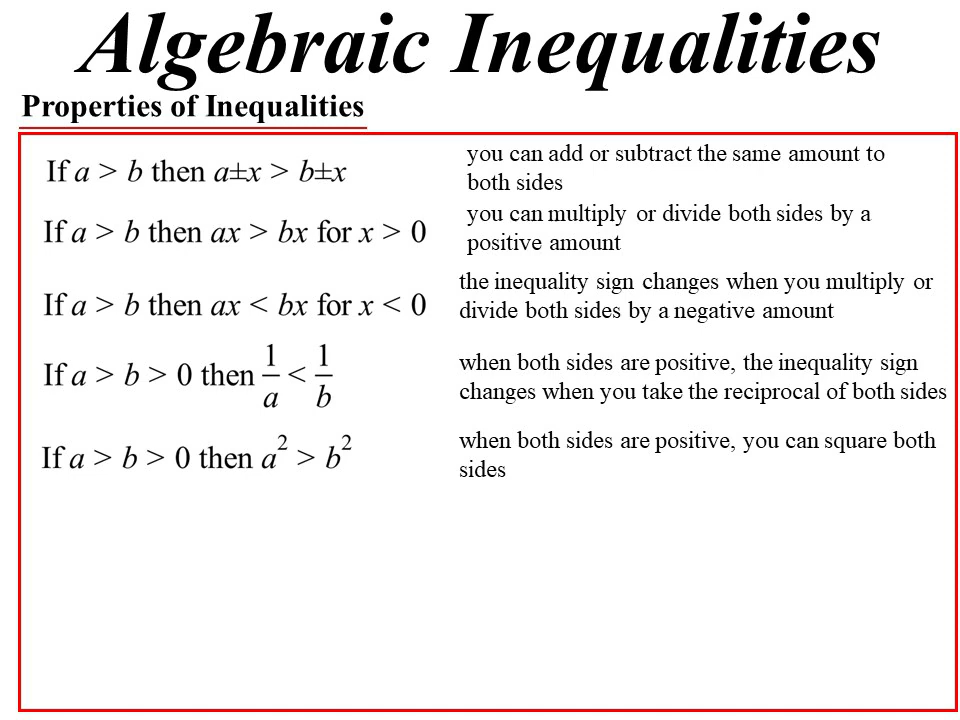 Algebraic Inequalities
Properties of Inequalities
If a > b then a±x > b±x
you can add or subtract the same amount to
both sides
If a > b then ax > bx for x > 0
you can multiply or divide both sides by a
positive amount
If a > b then ax < bx for x < 0
the inequality sign changes when you multiply or
divide both sides by a negative amount
If a > b > 0 then 1/a < 1/b
when both sides are positive, the inequality sign
changes when you take the reciprocal of both sides
If a > b > 0 then a² > b²
when both sides are positive, you can square both
sides